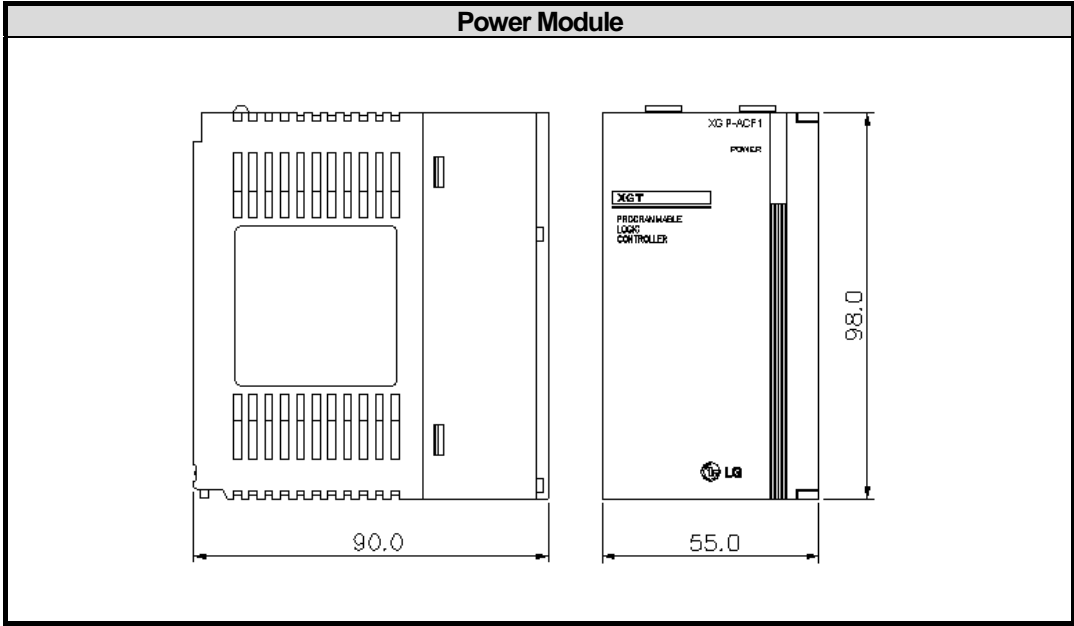 Power Module
XGP-ACF1
POWER
XGT
PROGRAMMABLE
LOGIC
CONTROLLER
98.0
LG
90.0
55.0